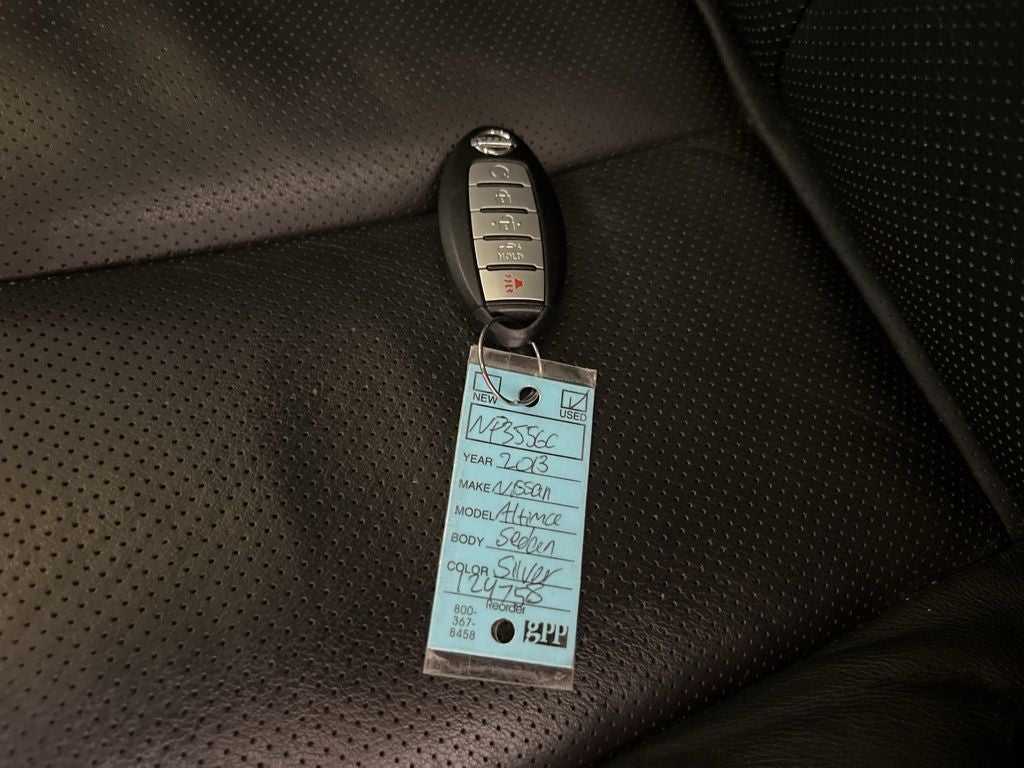 NISSAN
HOLD
NEW
USED
NP3556C
YEAR 2013
MAKE Nissan
MODEL Altima
BODY Sedan
COLOR Silver
124758
Reorder
800-
367-
8458
gpp